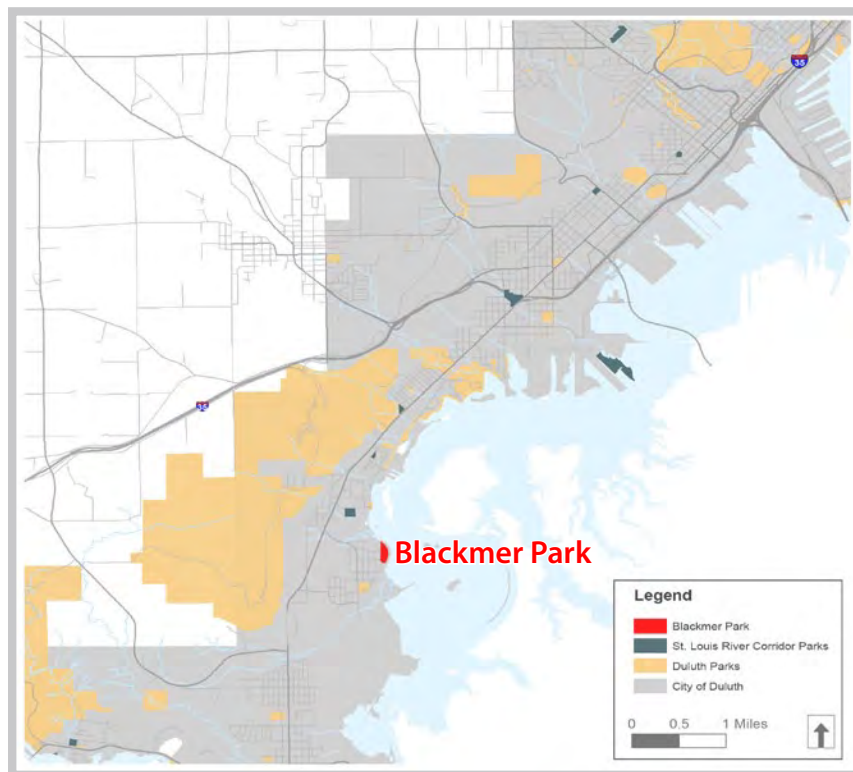 35
35
Blackmer Park
Legend
Blackmer Park
St. Louis River Corridor Parks
Duluth Parks
City of Duluth
0 0.5 1 Miles